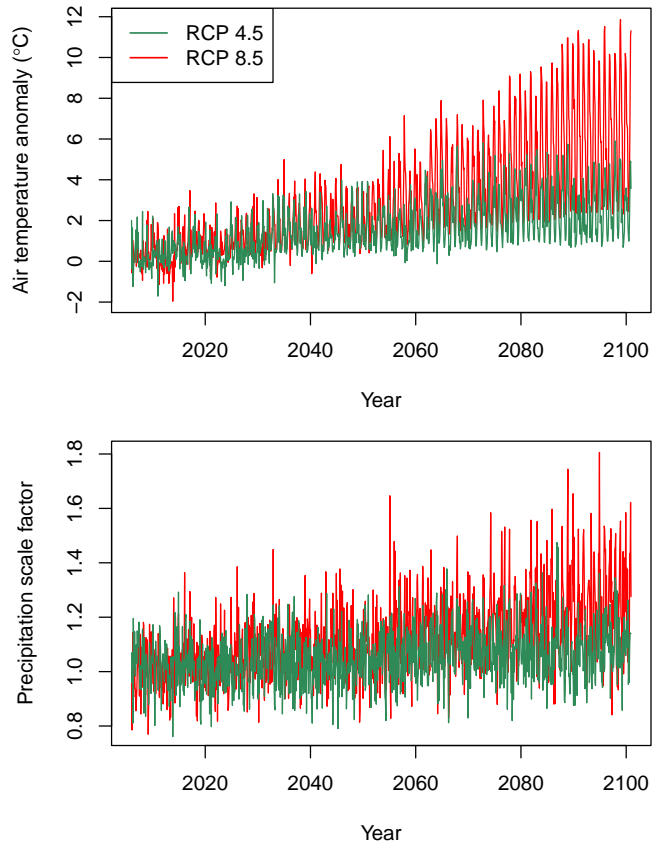 Air temperature anomaly (°C)
12
10
8
6
4
2
0
−2
RCP 4.5
RCP 8.5
2020 2040 2060 2080 2100
Year
Precipitation scale factor
1.8
1.6
1.4
1.2
1.0
0.8
2020 2040 2060 2080 2100
Year